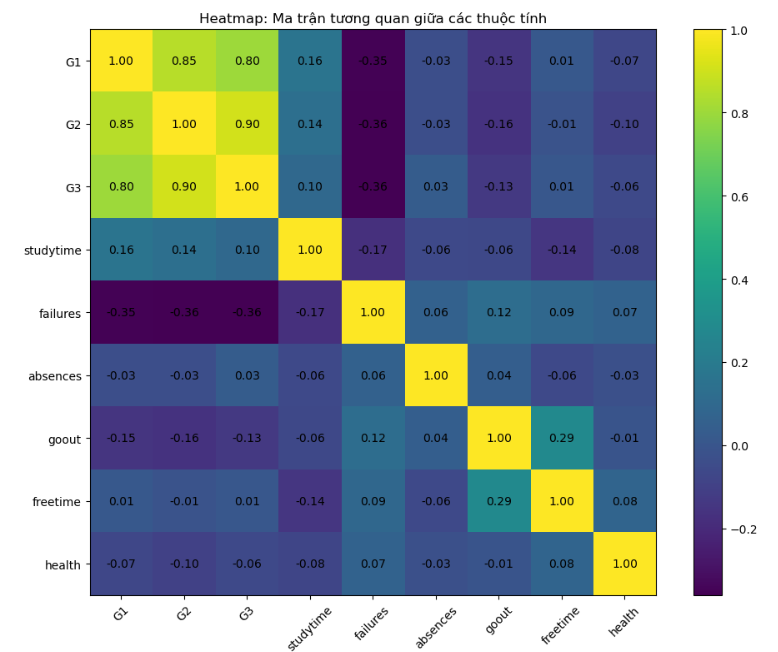 Heatmap: Ma trận tương quan giữa các thuộc tính
G1 1.00 0.85 0.80 0.16 -0.35 -0.03 -0.15 0.01 -0.07
G2 0.85 1.00 0.90 0.14 -0.36 -0.03 -0.16 -0.01 -0.10
G3 0.80 0.90 1.00 0.10 -0.36 0.03 -0.13 0.01 -0.06
studytime 0.16 0.14 0.10 1.00 -0.17 -0.06 -0.06 -0.14 -0.08
failures -0.35 -0.36 -0.36 -0.17 1.00 0.06 0.12 0.09 0.07
absences -0.03 -0.03 0.03 -0.06 0.06 1.00 0.04 -0.06 -0.03
goout -0.15 -0.16 -0.13 -0.06 0.12 0.04 1.00 0.29 -0.01
freetime 0.01 -0.01 0.01 -0.14 0.09 -0.06 0.29 1.00 0.08
health -0.07 -0.10 -0.06 -0.08 0.07 -0.03 -0.01 0.08 1.00
G1 G2 G3 studytime failures absences goout freetime health
1.0
0.8
0.6
0.4
0.2
0.0
−0.2